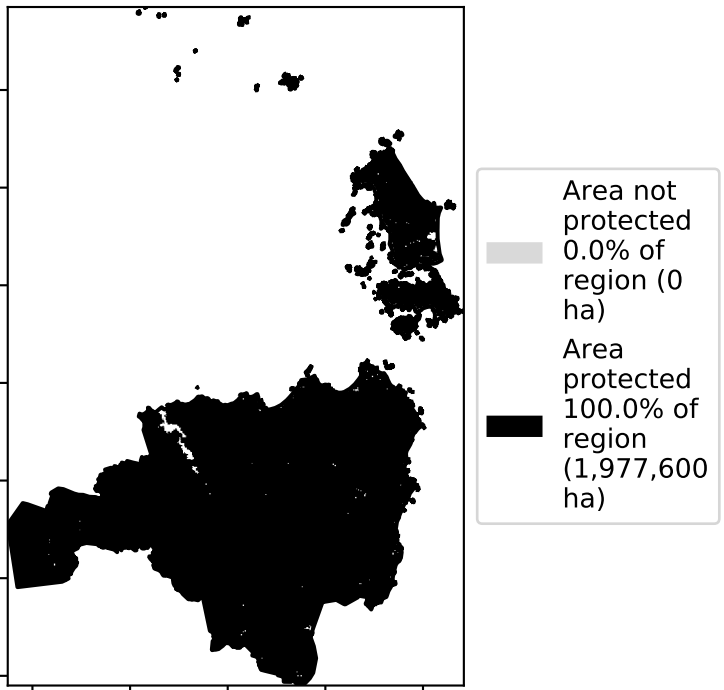 Area not
protected
0.0% of
region (0
ha)
Area
protected
100.0% of
region
(1,977,600
ha)